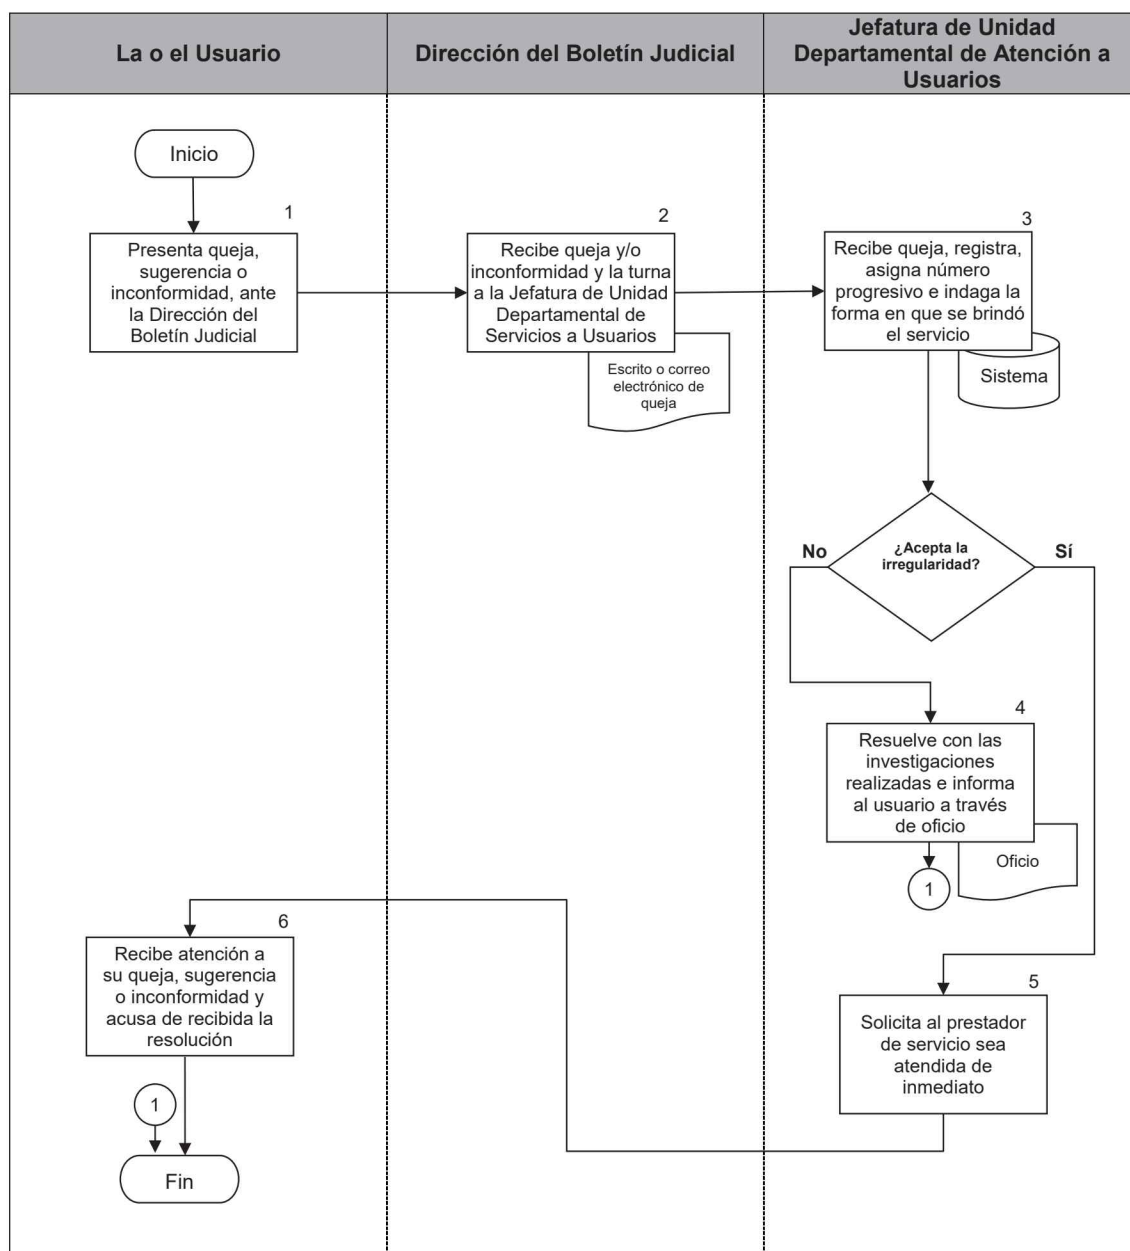 La o el Usuario
Dirección del Boletín Judicial
Jefatura de Unidad
Departamental de Atención a
Usuarios
Inicio
1
Presenta queja,
sugerencia o
inconformidad, ante
la Dirección del
Boletín Judicial
2
Recibe queja y/o
inconformidad y la turna
a la Jefatura de Unidad
Departamental de
Servicios a Usuarios
Escrito o correo
electrónico de
queja
3
Recibe queja, registra,
asigna número
progresivo e indaga la
forma en que se brindó
el servicio
Sistema
¿Acepta la
irregularidad?
No
Sí
4
Resuelve con las
investigaciones
realizadas e informa
al usuario a través
de oficio
Oficio
1
5
Solicita al prestador
de servicio sea
atendida de
inmediato
6
Recibe atención a
su queja, sugerencia
o inconformidad y
acusa de recibida la
resolución
1
Fin